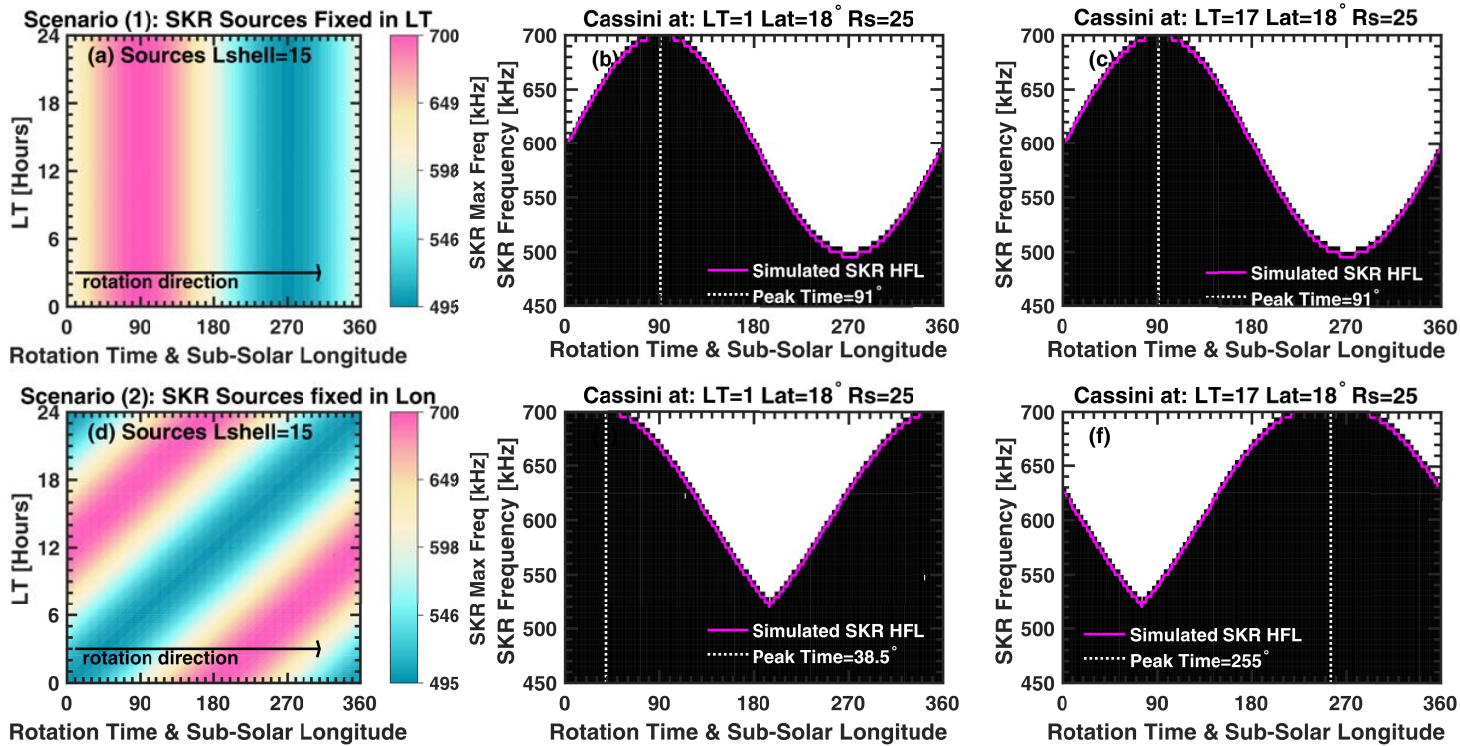 Scenario (1): SKR Sources Fixed in LT
(a) Sources Lshell=15
rotation direction
LT [Hours]
24
18
12
6
0
0 90 180 270 360
Rotation Time & Sub-Solar Longitude
700
649
598
546
495
SKR Max Freq [kHz]
Cassini at: LT=1 Lat=18° Rs=25
(b)
SKR Frequency [kHz]
700
650
600
550
500
450
Simulated SKR HFL
Peak Time=91°
0 90 180 270 360
Rotation Time & Sub-Solar Longitude
Cassini at: LT=17 Lat=18° Rs=25
(c)
SKR Frequency [kHz]
700
650
600
550
500
450
Simulated SKR HFL
Peak Time=91°
0 90 180 270 360
Rotation Time & Sub-Solar Longitude
Scenario (2): SKR Sources fixed in Lon
(d) Sources Lshell=15
rotation direction
LT [Hours]
24
18
12
6
0
0 90 180 270 360
Rotation Time & Sub-Solar Longitude
700
649
598
546
495
SKR Max Freq [kHz]
Cassini at: LT=1 Lat=18° Rs=25
SKR Frequency [kHz]
700
650
600
550
500
450
Simulated SKR HFL
Peak Time=38.5°
0 90 180 270 360
Rotation Time & Sub-Solar Longitude
Cassini at: LT=17 Lat=18° Rs=25
(f)
SKR Frequency [kHz]
700
650
600
550
500
450
Simulated SKR HFL
Peak Time=255°
0 90 180 270 360
Rotation Time & Sub-Solar Longitude